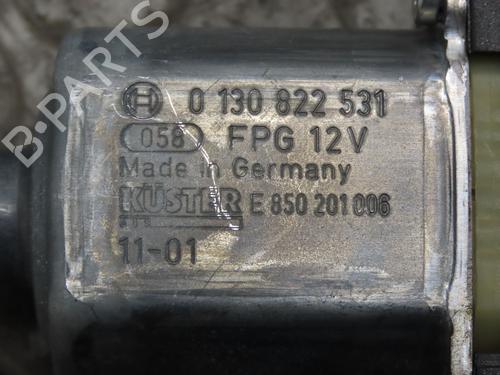 B-PARTS
0 130 822 531
058 FPG 12V
Made in Germany
KÜSTER E 850 201 006
11-01